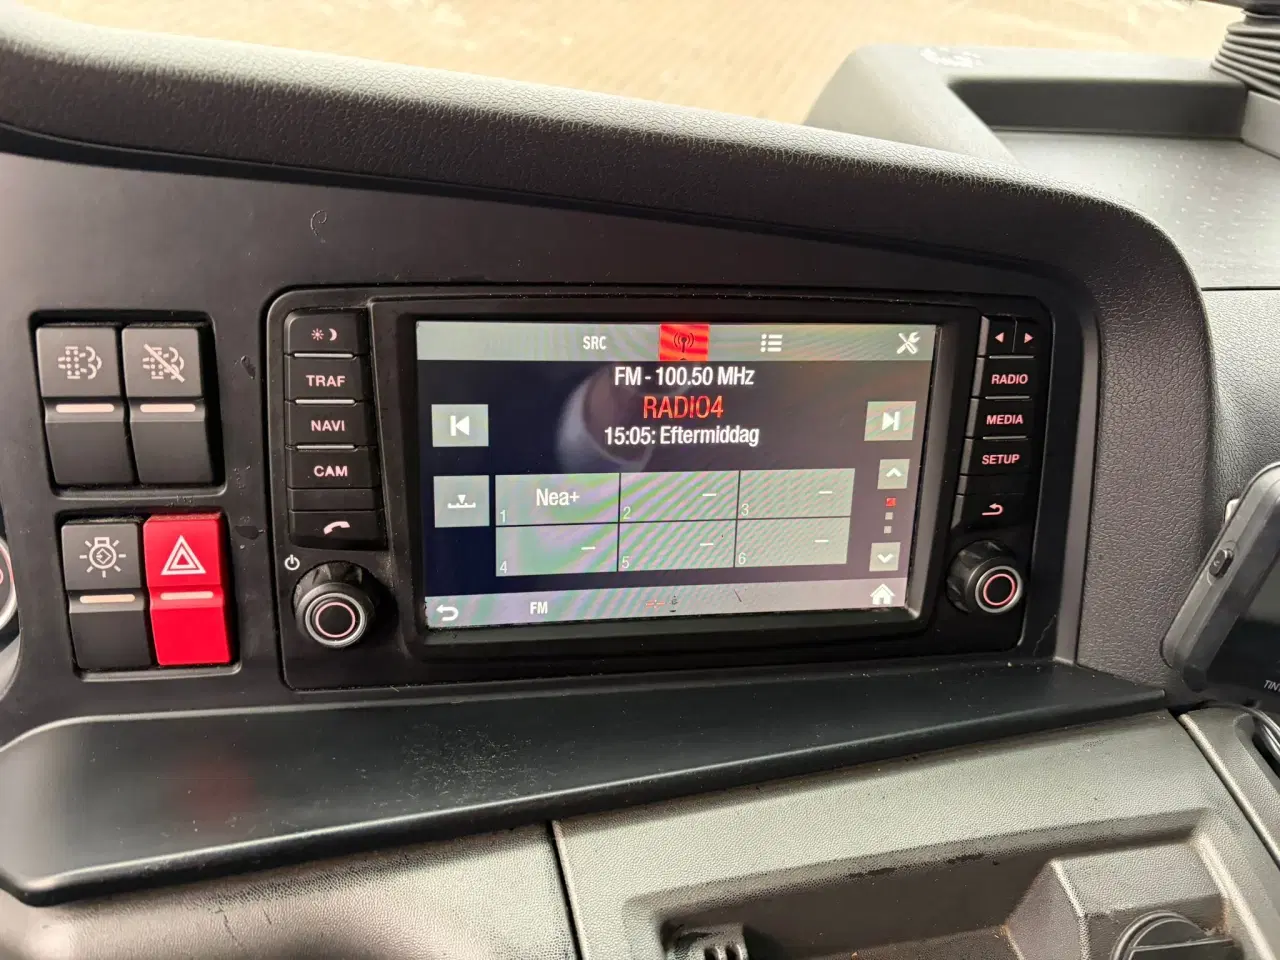 TRAF
NAVI
CAM
SRC
FM - 100.50 MHz
RADIO4
15:05: Eftermiddag
1 Nea+ 2 – 3 –
4 – 5 – 6 –
FM
RADIO
MEDIA
SETUP